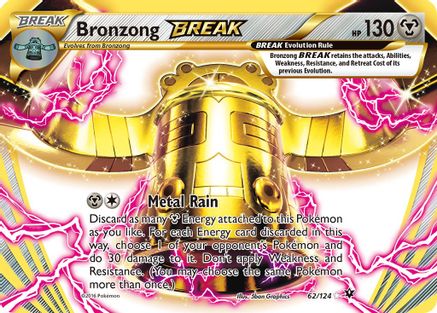 BREAK
Bronzong BREAK
HP 130
Evolves from Bronzong
BREAK Evolution Rule
Bronzong BREAK retains the attacks, Abilities,
Weakness, Resistance, and Retreat Cost of its
previous Evolution.
Metal Rain
Discard as many Energy attached to this Pokémon
as you like. For each Energy card discarded in this
way, choose 1 of your opponent's Pokémon and
do 30 damage to it. Don't apply Weakness and
Resistance. (You may choose the same Pokémon
more than once.)
©2016 Pokémon
Illus. 5ban Graphics
62/124